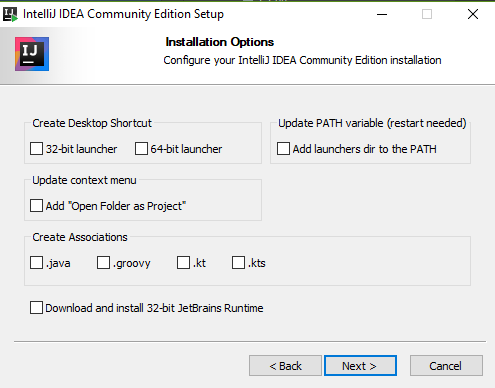 IntelliJ IDEA Community Edition Setup
IJ
Installation Options
Configure your IntelliJ IDEA Community Edition installation
Create Desktop Shortcut
32-bit launcher 64-bit launcher
Update PATH variable (restart needed)
Add launchers dir to the PATH
Update context menu
Add "Open Folder as Project"
Create Associations
.java .groovy .kt .kts
Download and install 32-bit JetBrains Runtime
< Back Next > Cancel